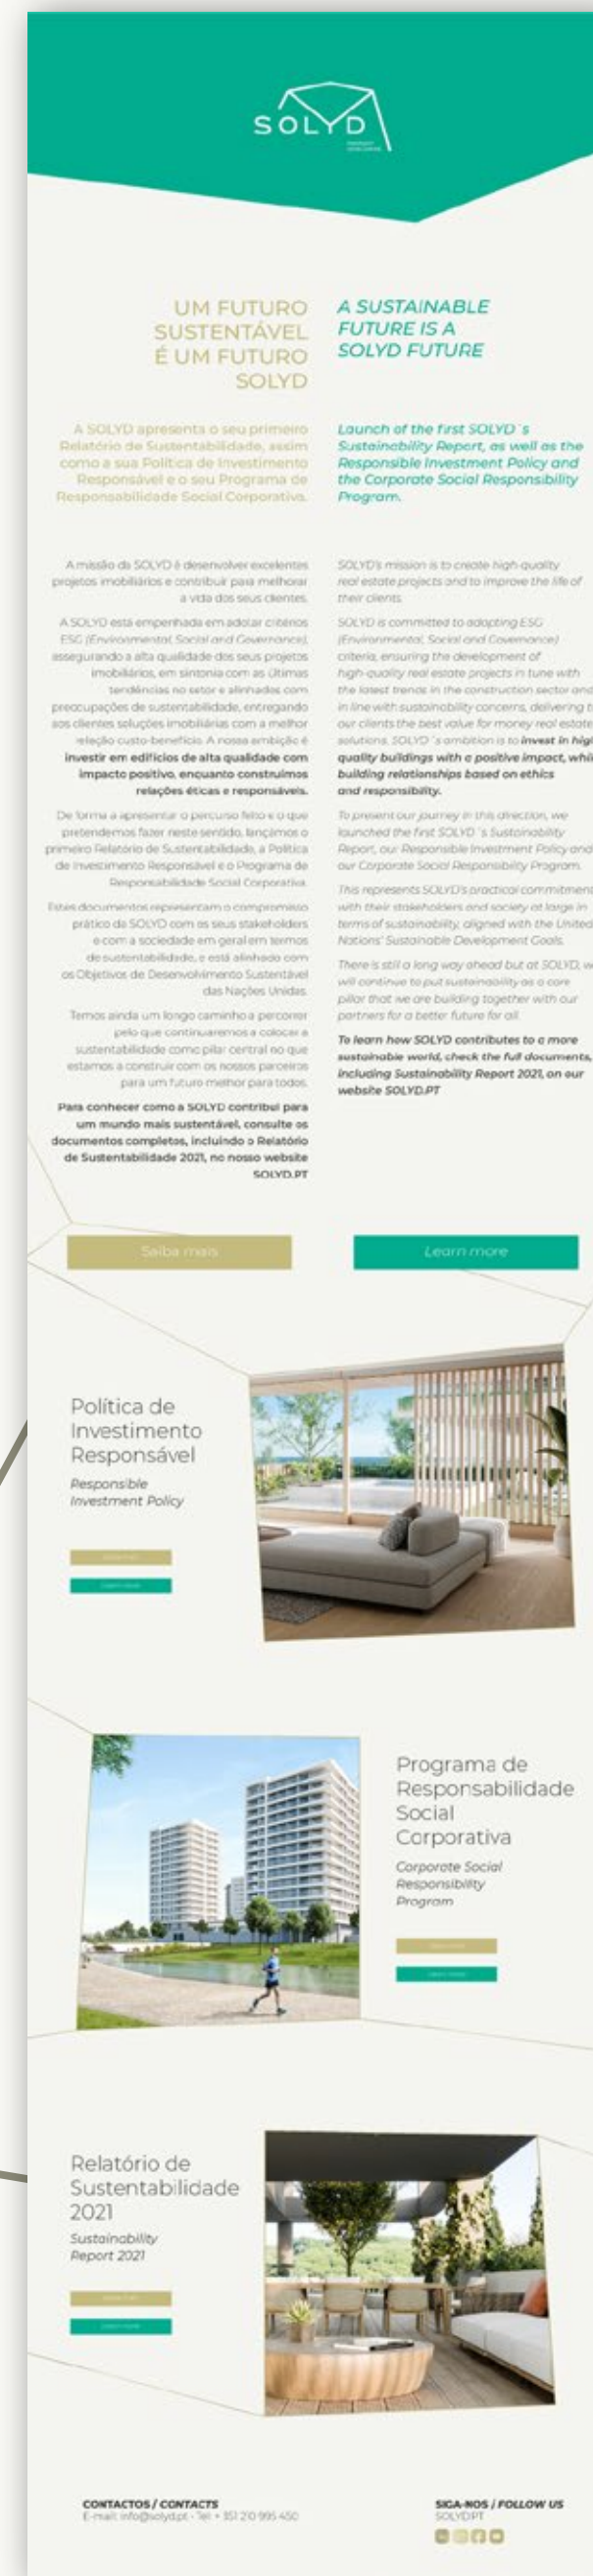 SOLYD
UM FUTURO
SUSTENTÁVEL
É UM FUTURO
SOLYD
A SOLYD apresenta o seu primeiro
Relatório de Sustentabilidade, assim
como a sua Política de Investimento
Responsável e o seu Programa de
Responsabilidade Social Corporativa.
A missão da SOLYD é desenvolver excelentes
projetos imobiliários e contribuir para melhorar
a vida dos seus clientes.
A SOLYD está empenhada em adotar critérios
ESG (Environmental, Social and Governance),
assegurando a alta qualidade dos seus projetos
imobiliários, em sintonia com as últimas
tendências no setor e alinhados com
preocupações de sustentabilidade, entregando
aos clientes soluções imobiliárias com a melhor
relação custo-benefício. A nossa ambição é
investir em edifícios de alta qualidade com
impacto positivo, enquanto construímos
relações éticas e responsáveis.
De forma a apresentar o percurso feito e o que
pretendemos fazer neste sentido, lançámos o
primeiro Relatório de Sustentabilidade, a Política
de Investimento Responsável e o Programa de
Responsabilidade Social Corporativa.
Estes documentos representam o compromisso
prático da SOLYD com os seus stakeholders
e com a sociedade em geral em termos
de sustentabilidade, e está alinhado com
os Objetivos de Desenvolvimento Sustentável
das Nações Unidas.
Temos ainda um longo caminho a percorrer
pelo que continuaremos a colocar a
sustentabilidade como pilar central no que
estamos a construir com os nossos parceiros
para um futuro melhor para todos.
Para conhecer como a SOLYD contribui para
um mundo mais sustentável, consulte os
documentos completos, incluindo o Relatório
de Sustentabilidade 2021, no nosso website
SOLYD.PT
Saiba mais
A SUSTAINABLE
FUTURE IS A
SOLYD FUTURE
Launch of the first SOLYD`s
Sustainability Report, as well as the
Responsible Investment Policy and
the Corporate Social Responsibility
Program.
SOLYD's mission is to create high-quality
real estate projects and to improve the life of
their clients.
SOLYD is committed to adopting ESG
(Environmental, Social and Governance)
criteria, ensuring the development of
high-quality real estate projects in tune with
the latest trends in the construction sector and
in line with sustainability concerns, delivering t
our clients the best value for money real estate
solutions. SOLYD`s ambition is to invest in hig
quality buildings with a positive impact, whil
building relationships based on ethics
and responsibility.
To present our journey in this direction, we
launched the first SOLYD`s Sustainability
Report, our Responsible Investment Policy and
our Corporate Social Responsibility Program.
This represents SOLYD's practical commitment
with their stakeholders and society at large in
terms of sustainability, aligned with the United
Nations' Sustainable Development Goals.
There is still a long way ahead but at SOLYD, w
will continue to put sustainability as a core
pillar that we are building together with our
partners for a better future for all.
To learn how SOLYD contributes to a more
sustainable world, check the full documents,
including Sustainability Report 2021, on our
website SOLYD.PT
Learn more
Política de
Investimento
Responsável
Responsible
Investment Policy
Programa de
Responsabilidade
Social
Corporativa
Corporate Social
Responsibility
Program
Relatório de
Sustentabilidade
2021
Sustainability
Report 2021
CONTACTOS / CONTACTS
E-mail: info@solyd.pt - Tel: + 351 210 995 450
SIGA-NOS / FOLLOW US
SOLYD.PT